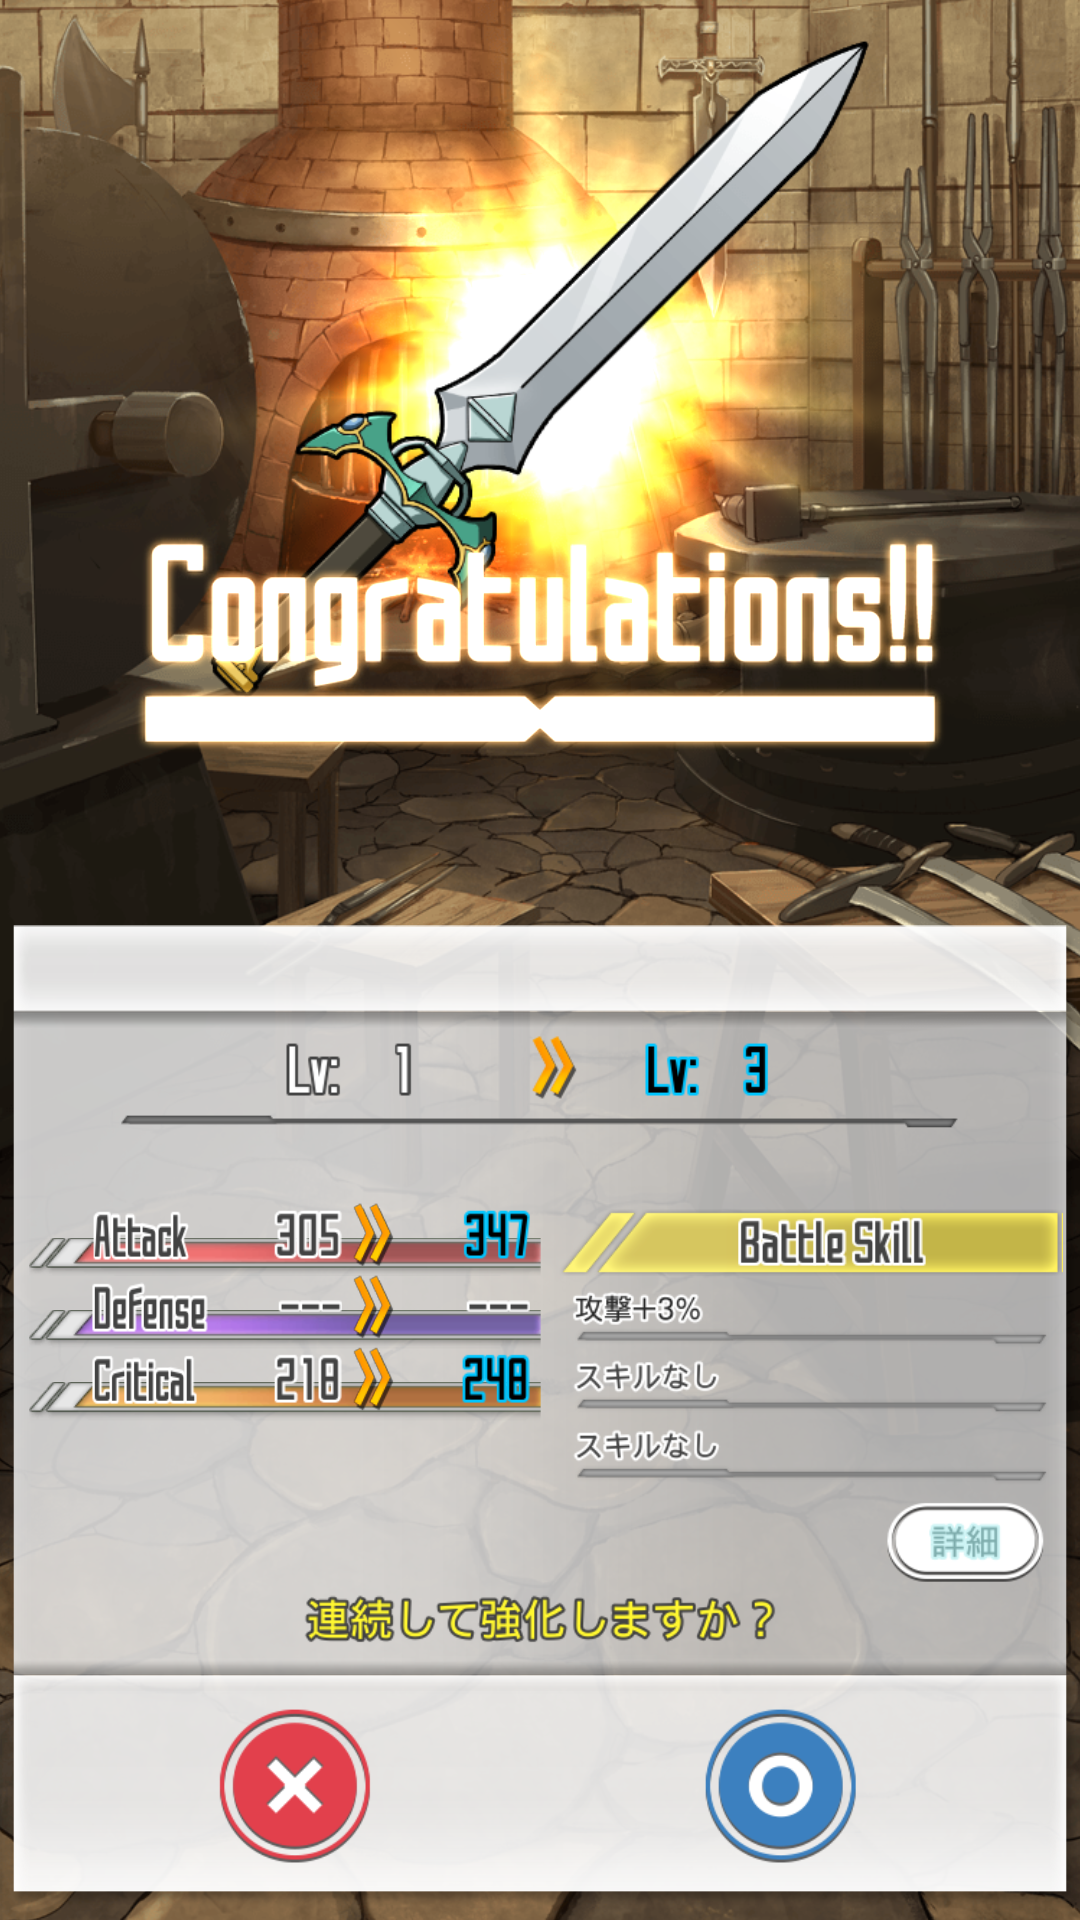 Congratulations!!
Lv: 1 Lv: 3
Attack 305 347
Defense --- ---
Critical 218 248
Battle Skill
攻撃+3%
スキルなし
スキルなし
詳細
連続して強化しますか？